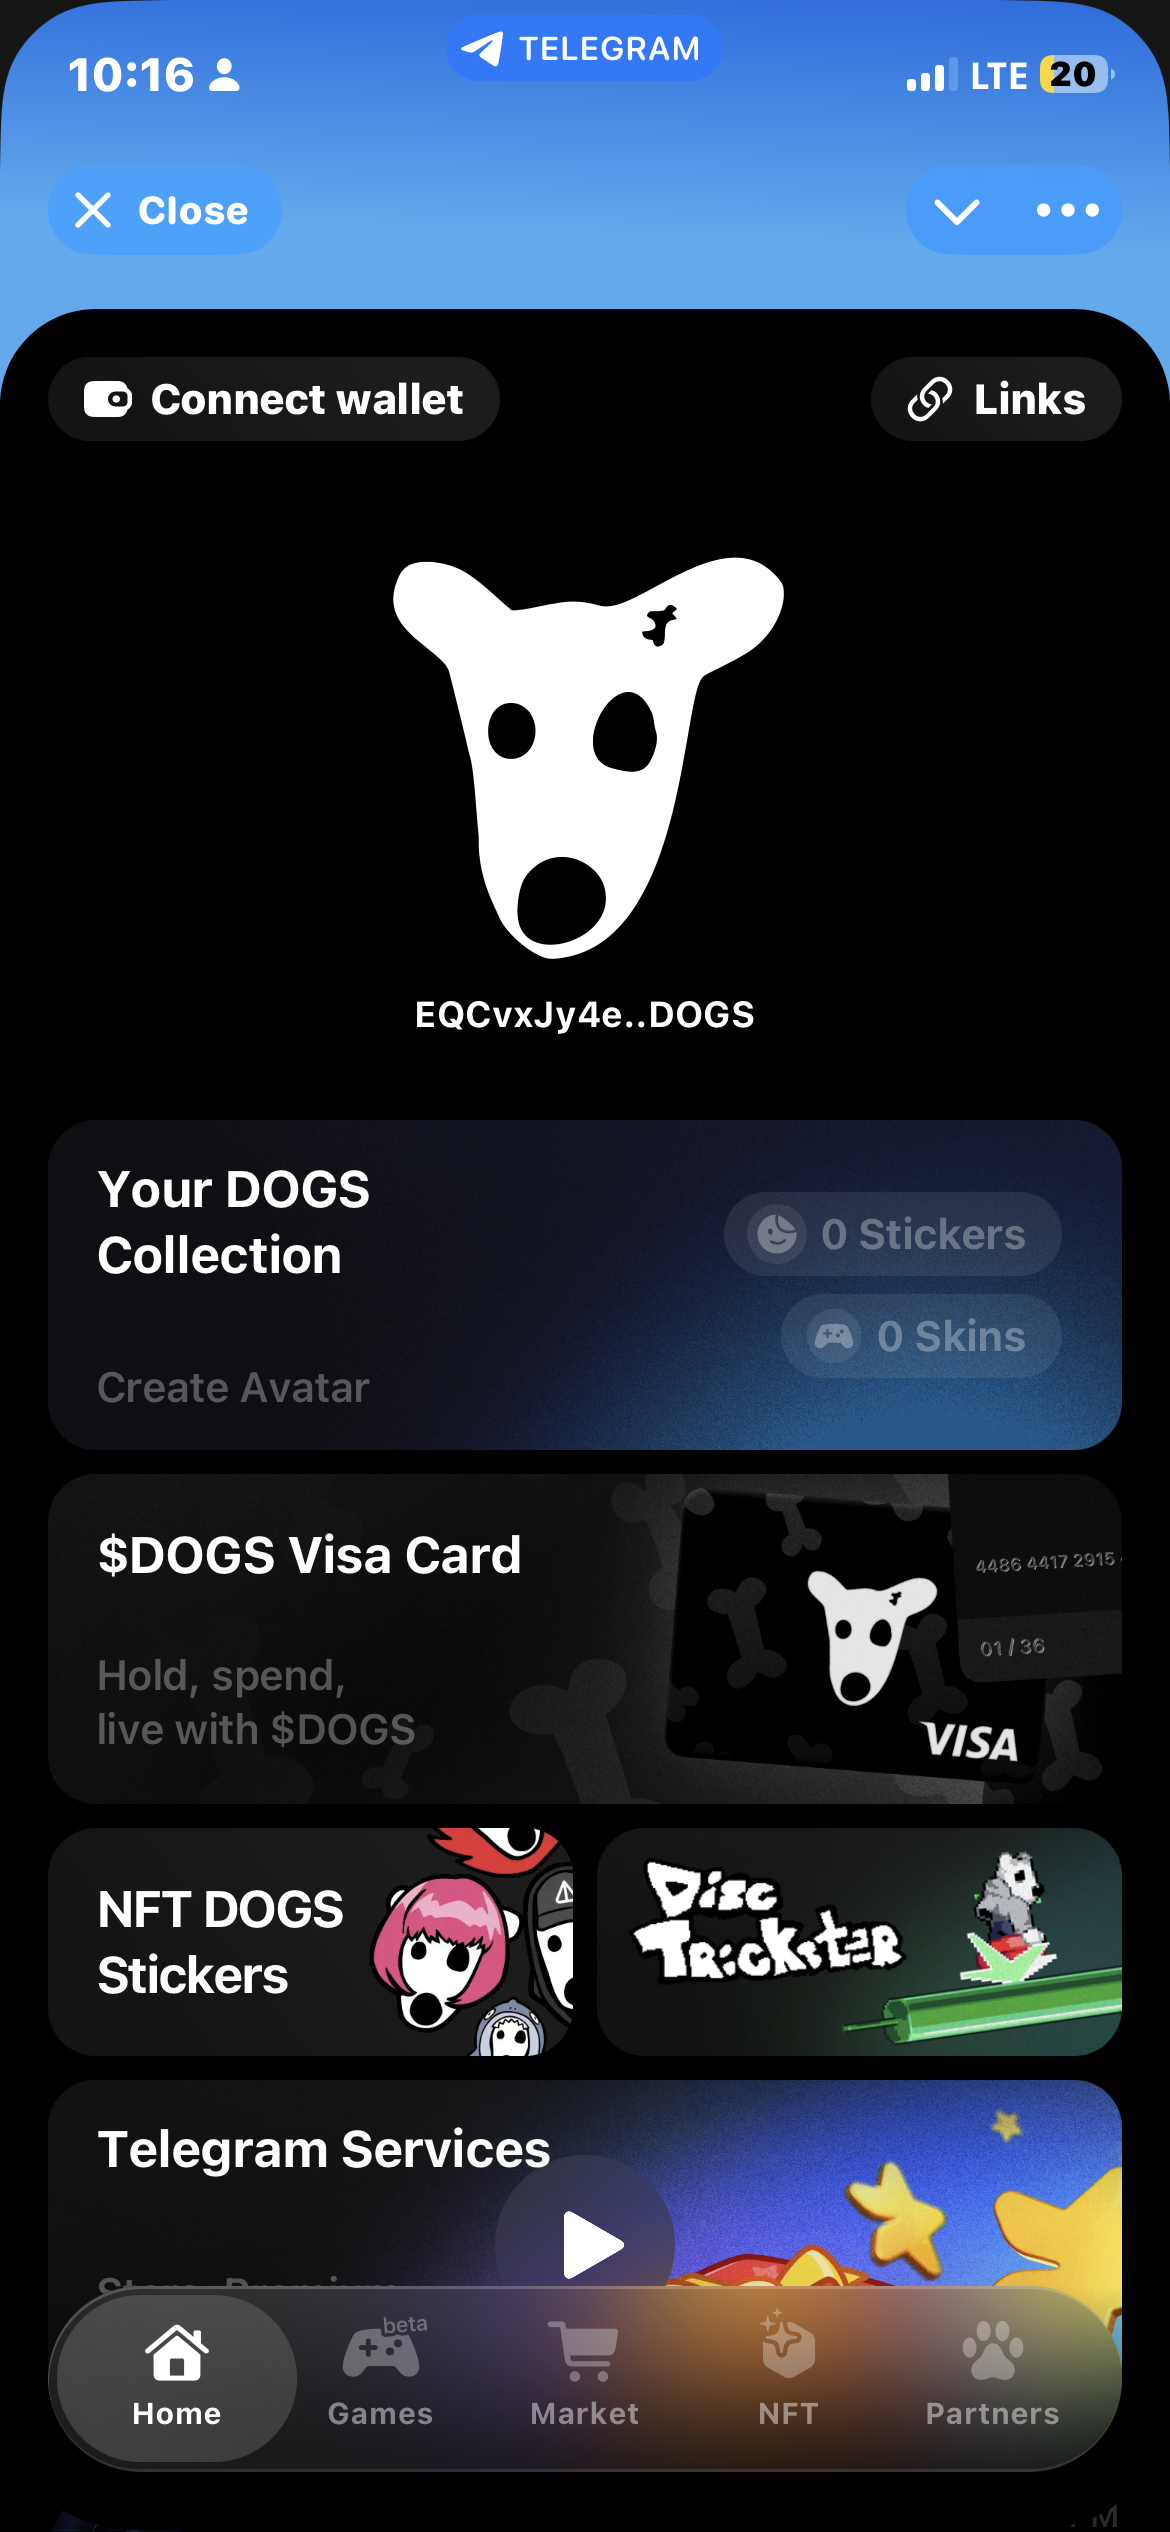 TELEGRAM
10:16
LTE
20
Close
Connect wallet
Links
EQCvxJy4e..DOGS
Your DOGS
Collection
0 Stickers
0 Skins
Create Avatar
$DOGS Visa Card
4486 4417 2915
01 / 36
Hold, spend,
live with $DOGS
VISA
NFT DOGS
Stickers
Disc
Trickster
Telegram Services
beta
Home
Games
Market
NFT
Partners